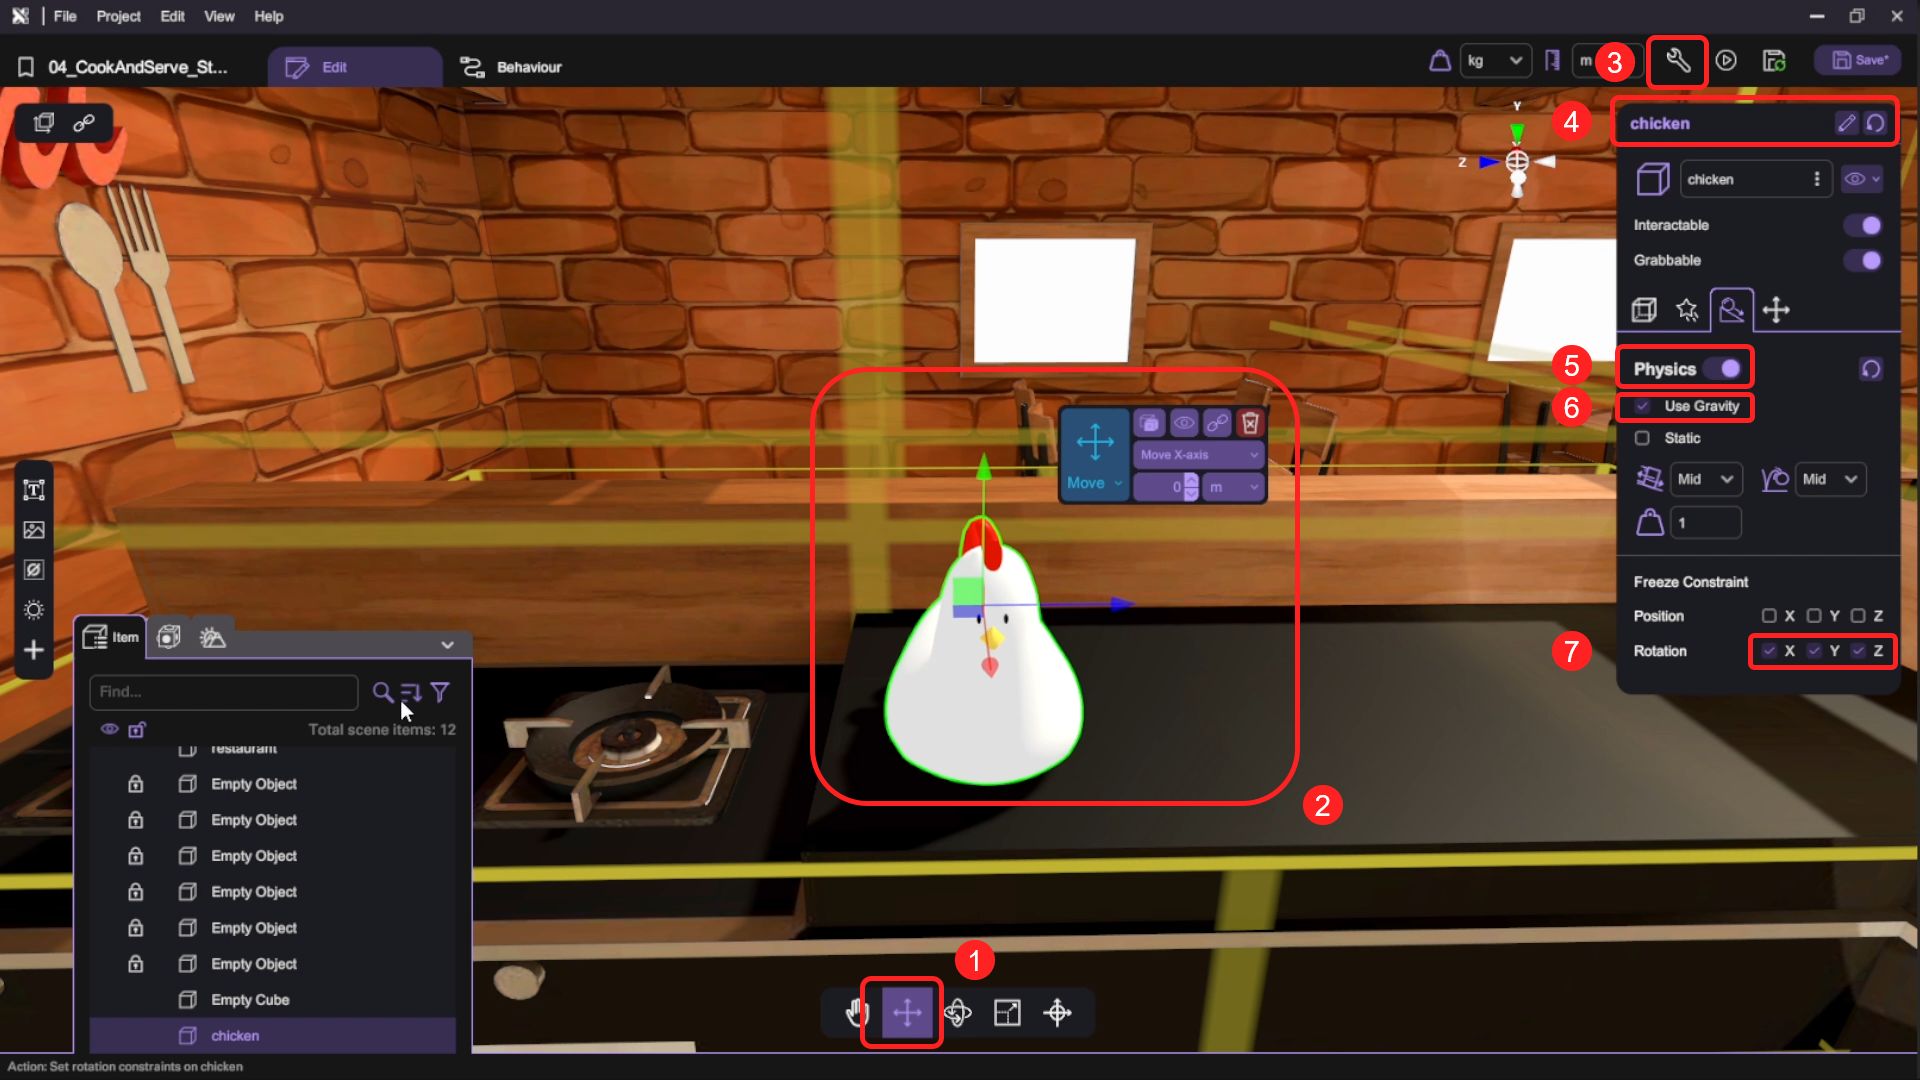 File Project Edit View Help
04_CookAndServe_St... Edit Behaviour kg m 3 Save*
4 chicken
chicken
Interactable
Grabbable
5 Physics
6 Use Gravity
Static
Mid Mid
1
Freeze Constraint
Position X Y Z
7 Rotation X Y Z
Y
Z
Move X-axis
Move 0 m
2
T
Item
Find...
Total scene items: 12
restaurant
Empty Object
Empty Object
Empty Object
Empty Object
Empty Object
Empty Object
Empty Cube
chicken
1
Action: Set rotation constraints on chicken